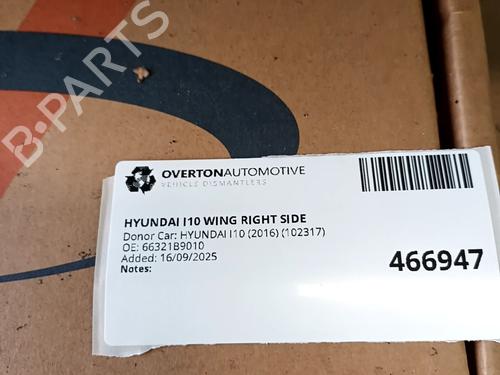 B-PARTS
OVERTONAUTOMOTIVE
VEHICLE DISMANTLERS
HYUNDAI I10 WING RIGHT SIDE
Donor Car: HYUNDAI I10 (2016) (102317)
OE: 66321B9010
Added: 16/09/2025
Notes:
466947